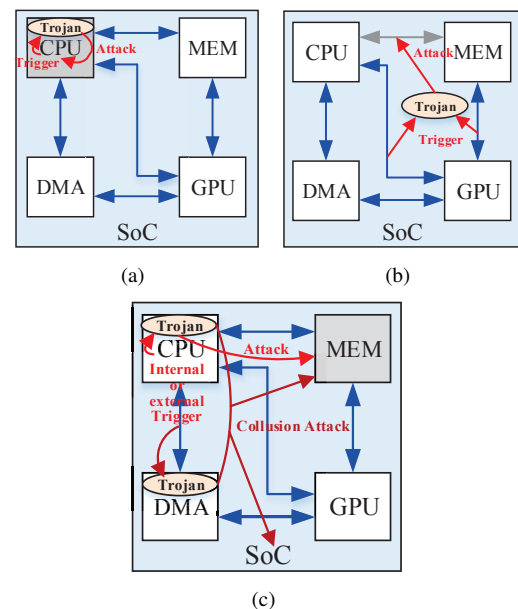 Trojan
CPU
Trigger
Attack
MEM
DMA
GPU
SoC
(a)
CPU
MEM
Attack
Trojan
Trigger
DMA
GPU
SoC
(b)
Trojan
CPU
Attack
MEM
Internal
or
external
Trigger
Collusion Attack
Trojan
DMA
GPU
SoC
(c)